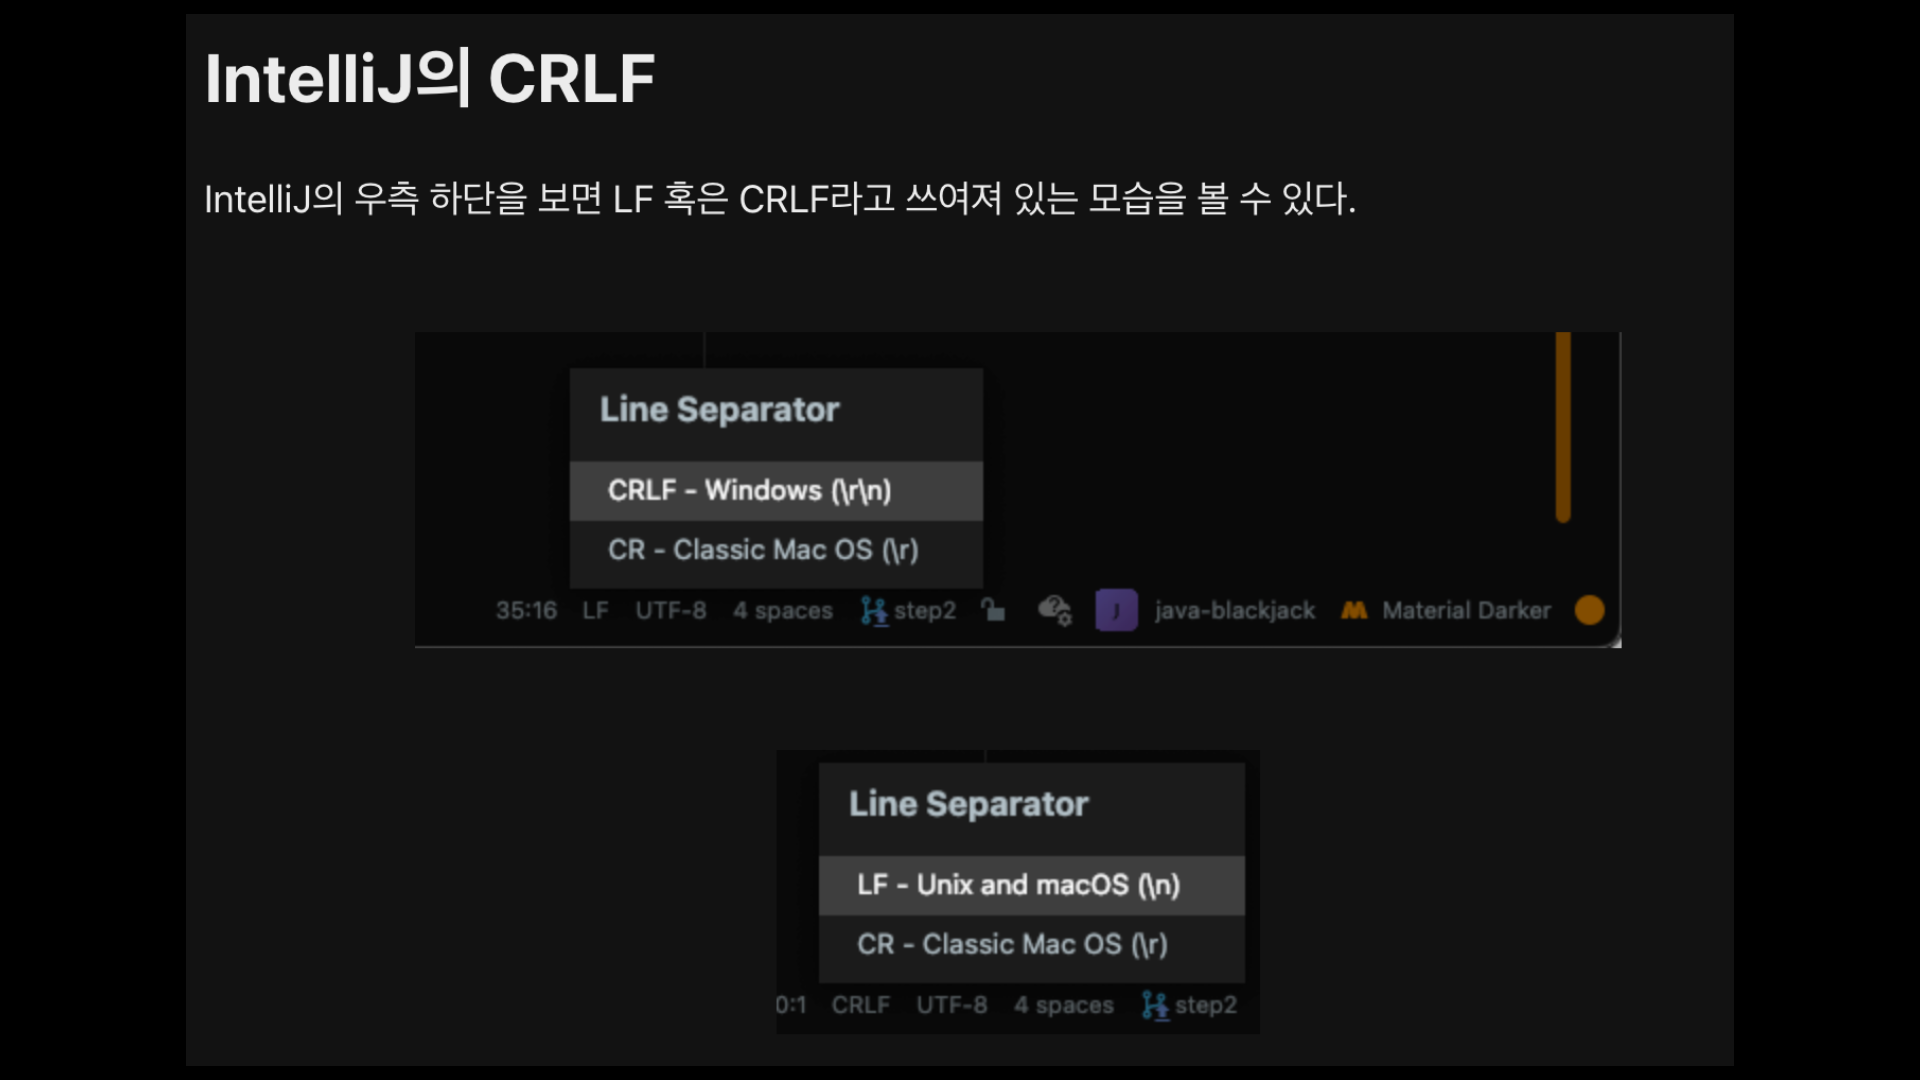 IntelliJ의 CRLF
IntelliJ의 우측 하단을 보면 LF 혹은 CRLF라고 쓰여져 있는 모습을 볼 수 있다.
Line Separator
CRLF - Windows (\r\n)
CR - Classic Mac OS (\r)
35:16 LF UTF-8 4 spaces step2 J java-blackjack Material Darker
Line Separator
LF - Unix and macOS (\n)
CR - Classic Mac OS (\r)
0:1 CRLF UTF-8 4 spaces step2